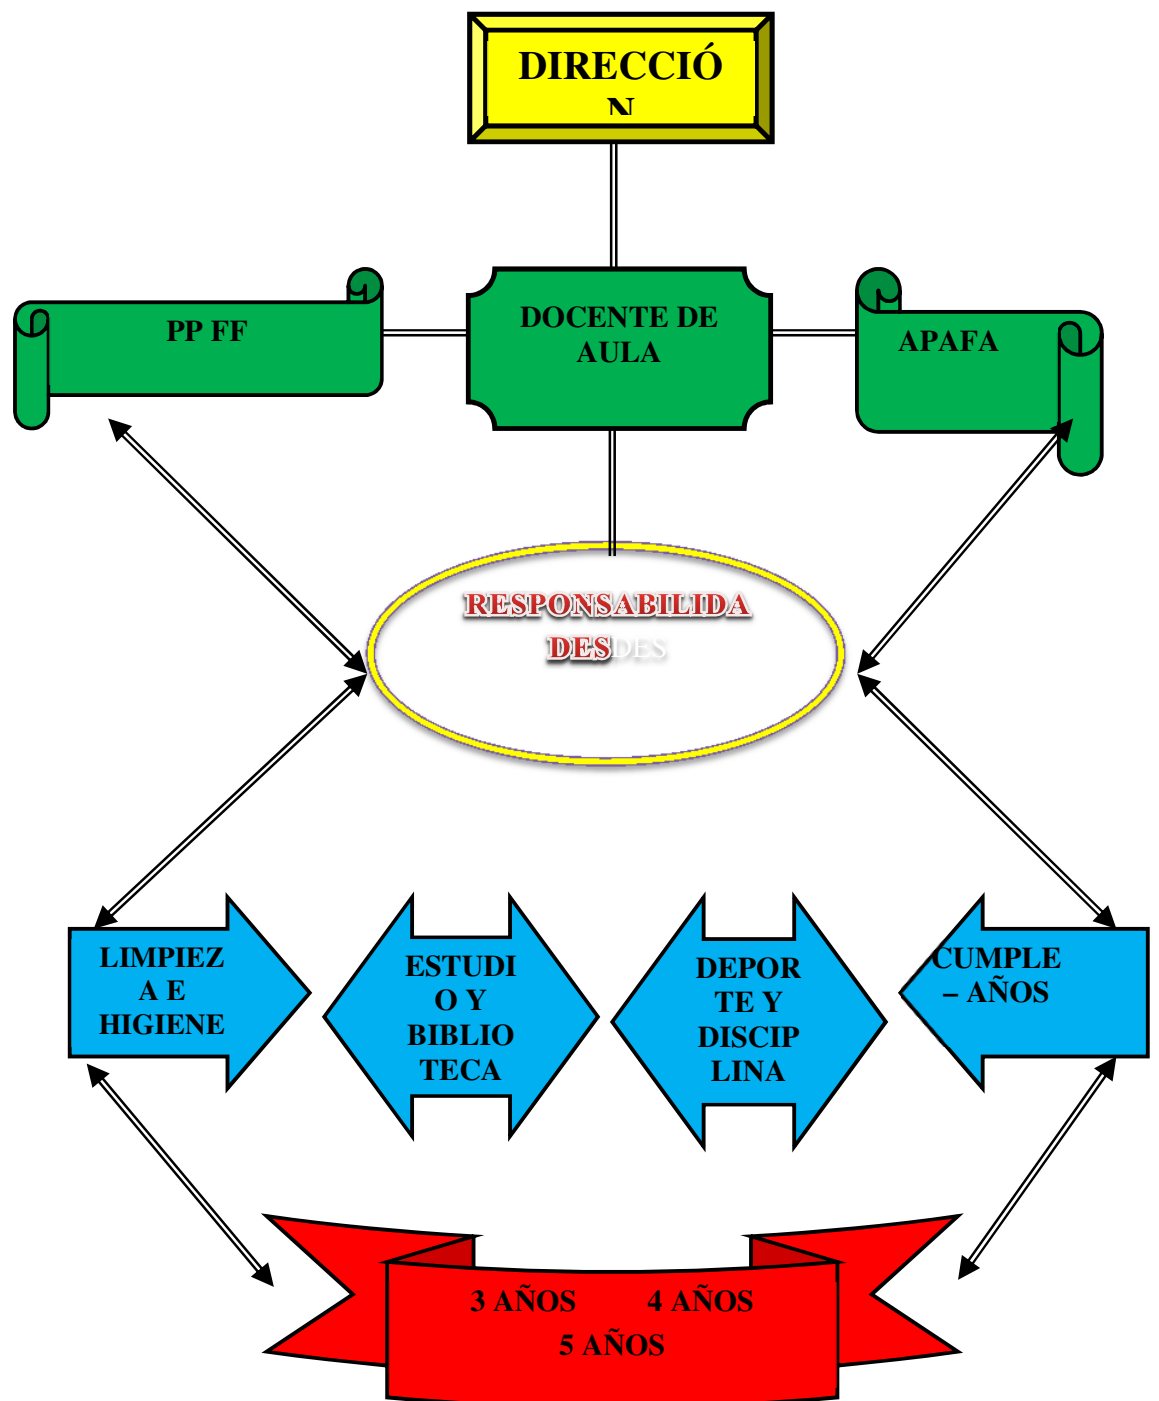 DIRECCIÓ
N
PP FF
DOCENTE DE
AULA
APAFA
RESPONSABILIDA
DES
LIMPIEZ
A E
HIGIENE
ESTUDI
O Y
BIBLIO
TECA
DEPOR
TE Y
DISCIP
LINA
CUMPLE
– AÑOS
3 AÑOS 4 AÑOS
5 AÑOS